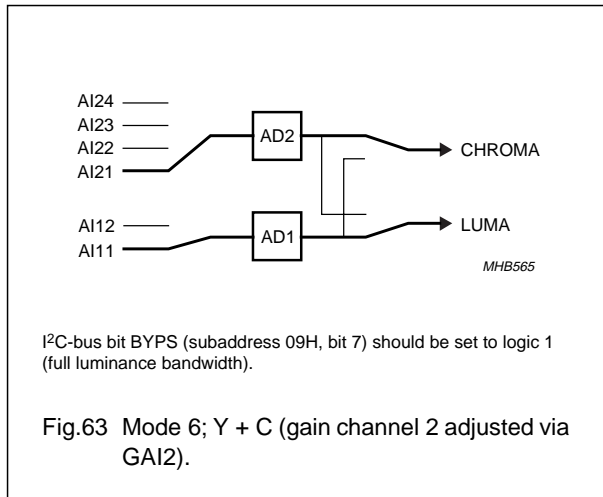 AI24
AI23
AI22
AI21
AD2
CHROMA
AI12
AI11
AD1
LUMA
MHB565
I²C-bus bit BYPS (subaddress 09H, bit 7) should be set to logic 1
(full luminance bandwidth).
Fig.63 Mode 6; Y + C (gain channel 2 adjusted via
GAI2).